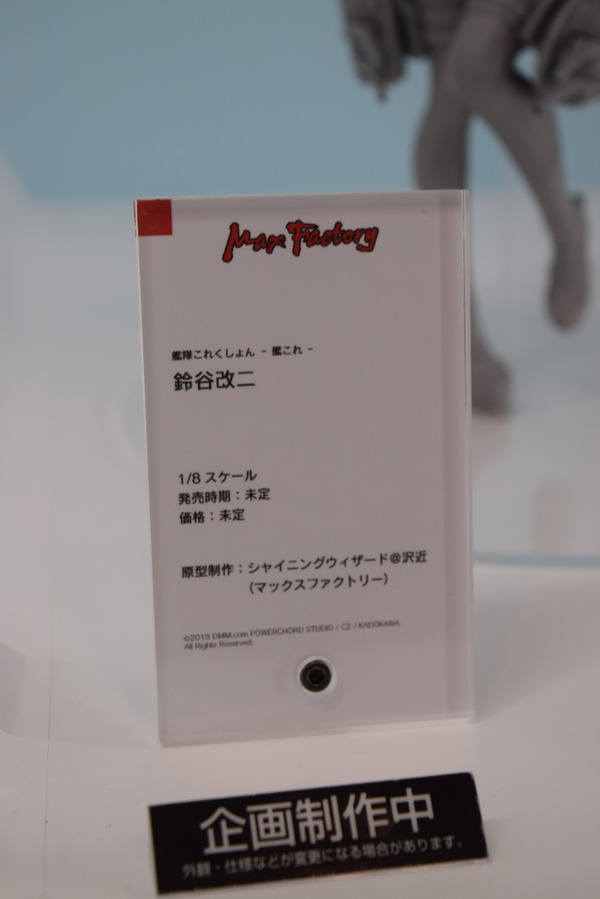 Max Factory
艦隊これくしょん - 艦これ -
鈴谷改二
1/8 スケール
発売時期：未定
価格：未定
原型制作：シャイニングウィザード@沢近
（マックスファクトリー）
©2016 DMM.com POWERCHORD STUDIO / C2 / KADOKAWA
All Rights Reserved.
企画制作中
外観・仕様などが変更になる場合があります。